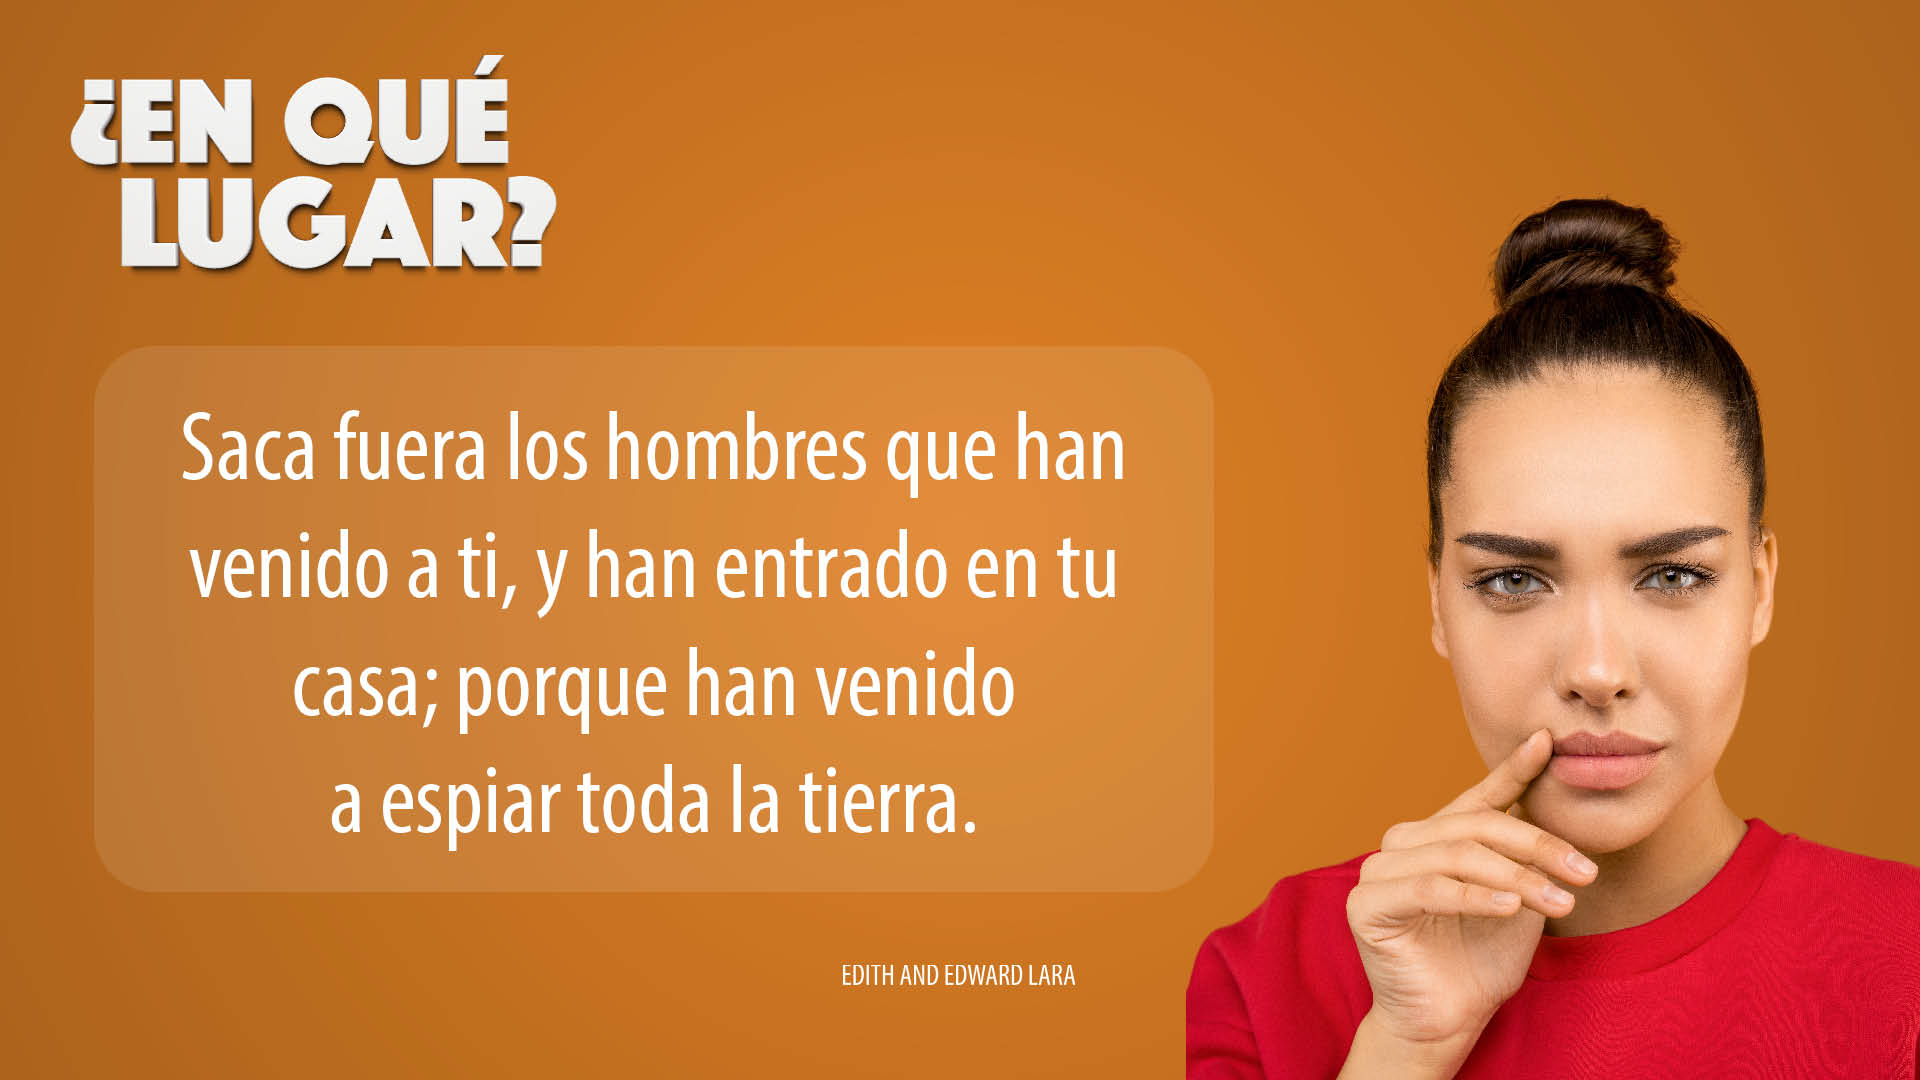 ¿EN QUÉ
LUGAR?
Saca fuera los hombres que han
venido a ti, y han entrado en tu
casa; porque han venido
a espiar toda la tierra.
EDITH AND EDWARD LARA